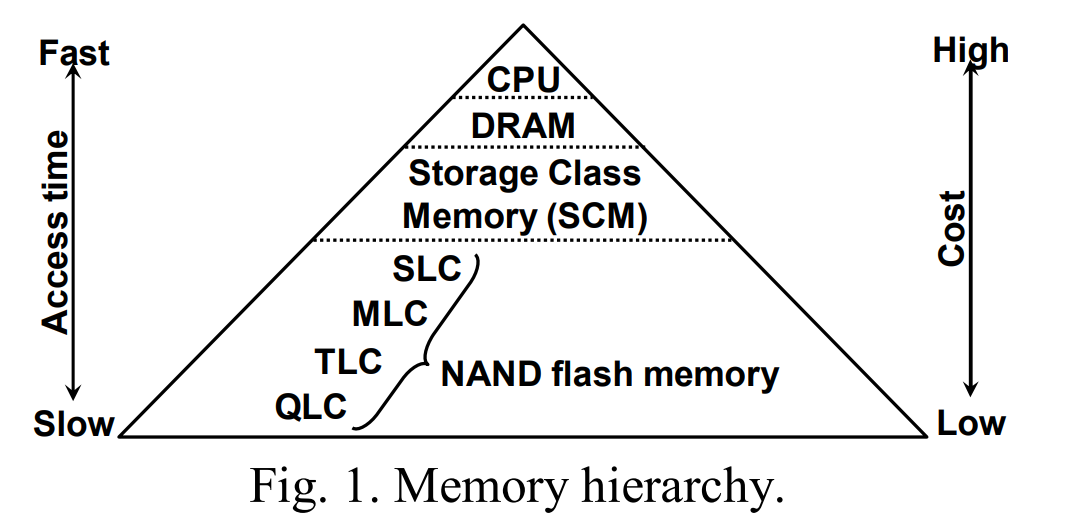 Fast
High
CPU
DRAM
Storage Class
Memory (SCM)
Access time
Cost
SLC
MLC
TLC
NAND flash memory
QLC
Slow
Low
Fig. 1. Memory hierarchy.